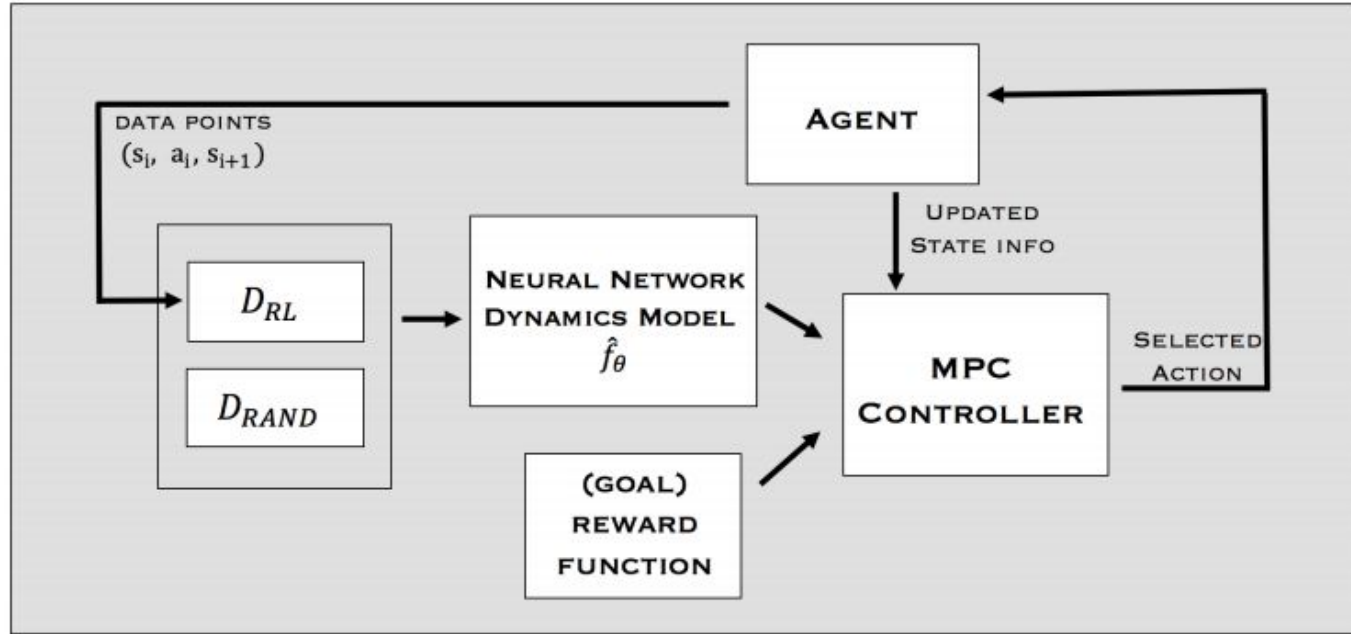 AGENT
DATA POINTS
(sᵢ, aᵢ, sᵢ₊₁)
UPDATED
STATE INFO
D_RL
D_RAND
NEURAL NETWORK
DYNAMICS MODEL
f̂_θ
MPC
CONTROLLER
SELECTED
ACTION
(GOAL)
REWARD
FUNCTION